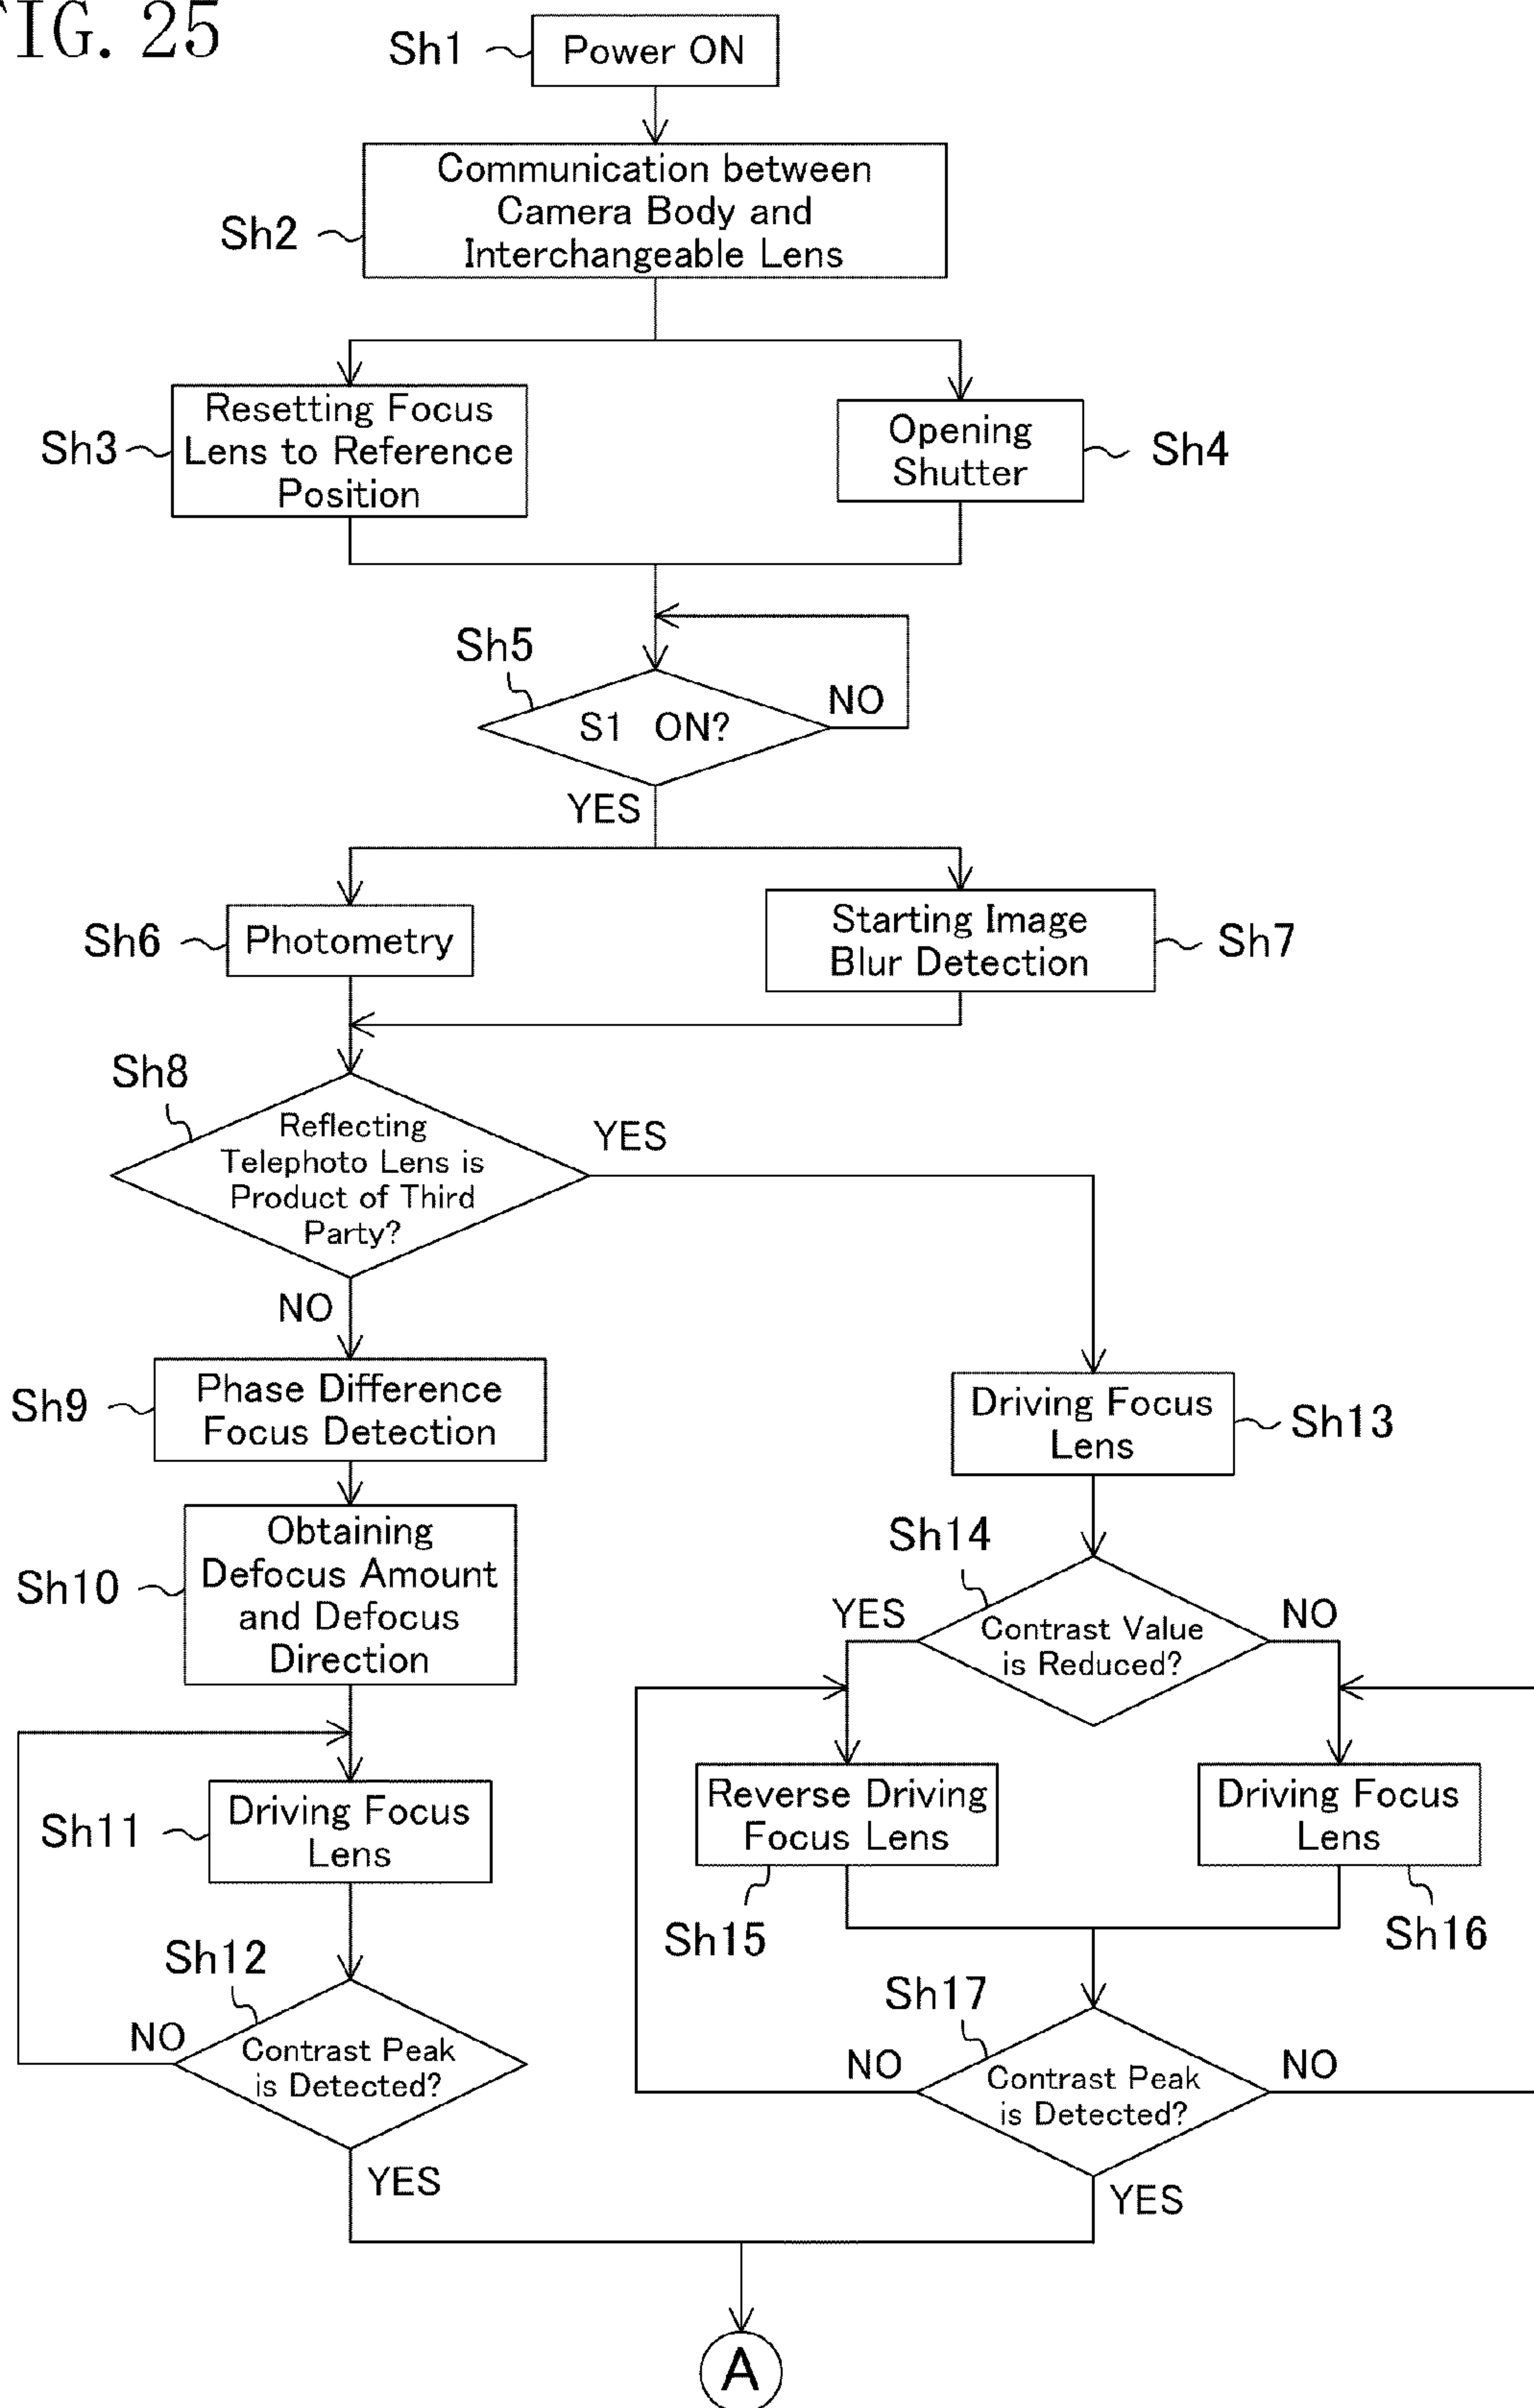 FIG. 25
Sh1
Power ON
Sh2
Communication between
Camera Body and
Interchangeable Lens
Sh3
Resetting Focus
Lens to Reference
Position
Opening
Shutter
Sh4
Sh5
S1 ON?
NO
YES
Sh6
Photometry
Starting Image
Blur Detection
Sh7
Sh8
Reflecting
Telephoto Lens is
Product of Third
Party?
YES
NO
Sh9
Phase Difference
Focus Detection
Driving Focus
Lens
Sh13
Sh10
Obtaining
Defocus Amount
and Defocus
Direction
Sh14
YES
Contrast Value
is Reduced?
NO
Sh11
Driving Focus
Lens
Reverse Driving
Focus Lens
Sh15
Driving Focus
Lens
Sh16
Sh12
NO
Contrast Peak
is Detected?
YES
Sh17
NO
Contrast Peak
is Detected?
NO
YES
A